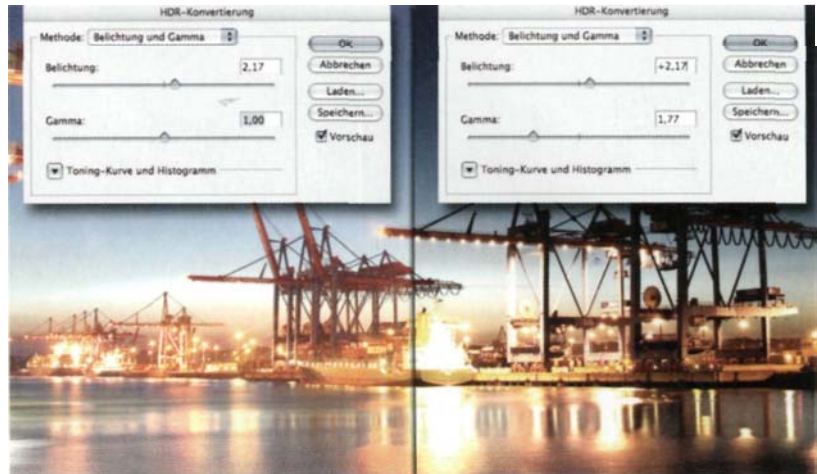 HDR-Konvertierung
Methode: Belichtung und Gamma
OK
Belichtung: 2,17
Abbrechen
Laden...
Gamma: 1,00
Speichern...
Vorschau
Toning-Kurve und Histogramm
HDR-Konvertierung
Methode: Belichtung und Gamma
OK
Belichtung: +2,17
Abbrechen
Laden...
Gamma: 1,77
Speichern...
Vorschau
Toning-Kurve und Histogramm